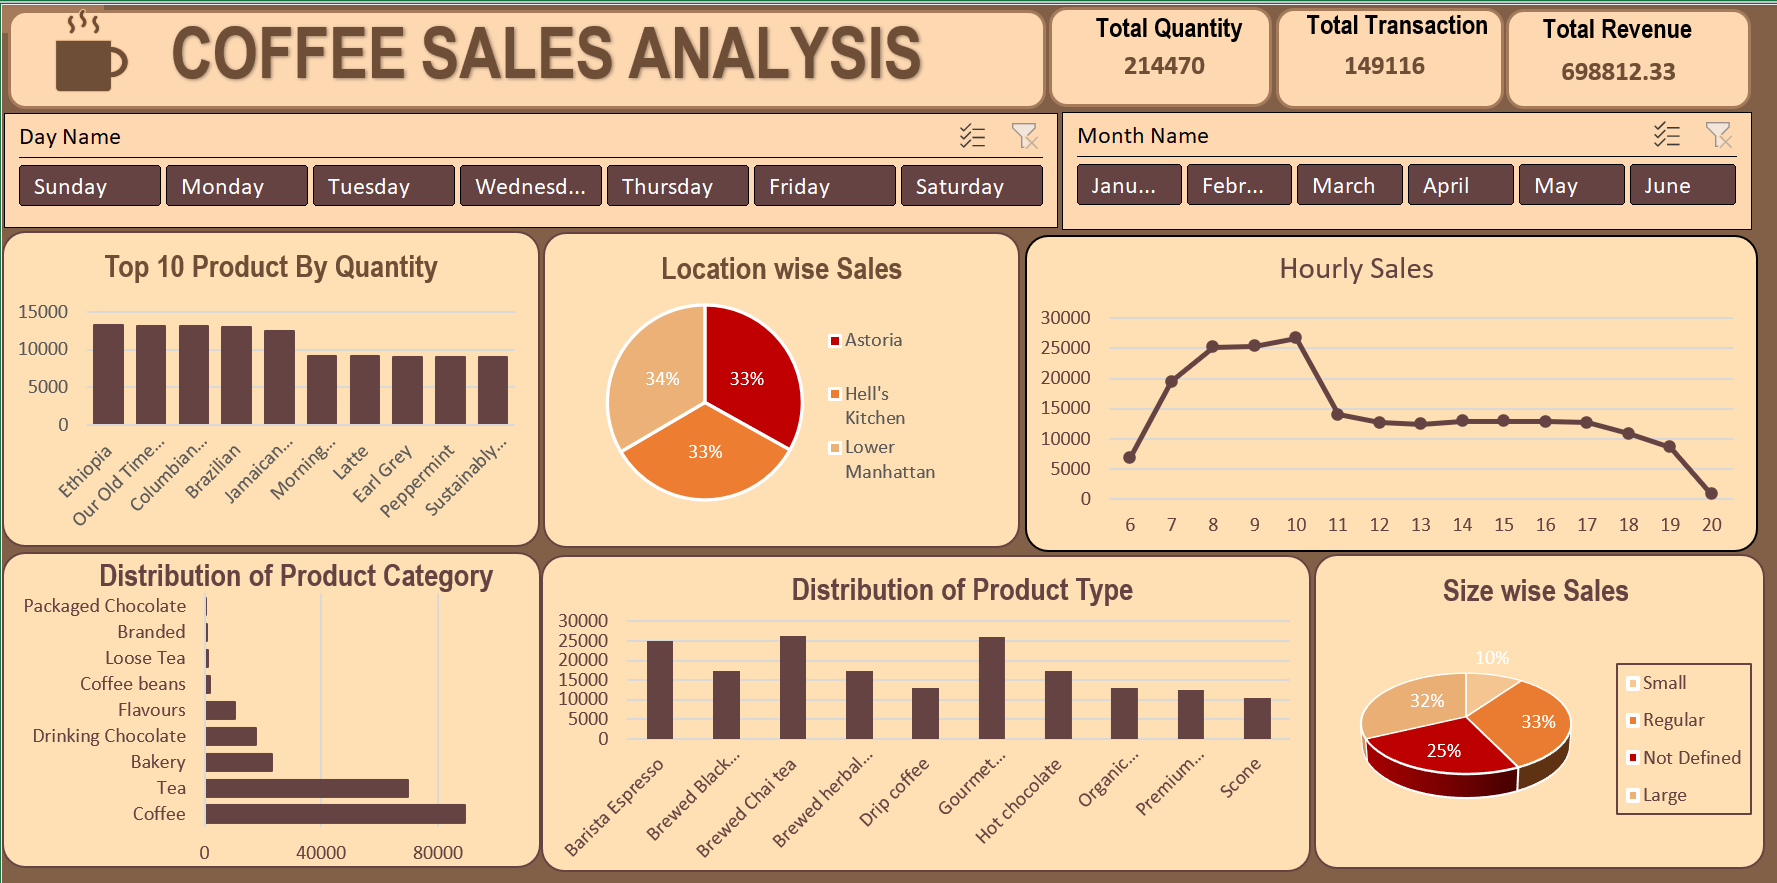 COFFEE SALES ANALYSIS
Total Quantity
214470
Total Transaction
149116
Total Revenue
698812.33
Day Name
Sunday
Monday
Tuesday
Wednesd...
Thursday
Friday
Saturday
Month Name
Janu...
Febr...
March
April
May
June
Top 10 Product By Quantity
15000
10000
5000
0
Ethiopia
Our Old Time...
Columbian...
Brazilian
Jamaican...
Morning...
Latte
Earl Grey
Peppermint
Sustainably...
Location wise Sales
34%
33%
33%
Astoria
Hell's
Kitchen
Lower
Manhattan
Hourly Sales
30000
25000
20000
15000
10000
5000
0
6 7 8 9 10 11 12 13 14 15 16 17 18 19 20
Distribution of Product Category
Packaged Chocolate
Branded
Loose Tea
Coffee beans
Flavours
Drinking Chocolate
Bakery
Tea
Coffee
0 40000 80000
Distribution of Product Type
30000
25000
20000
15000
10000
5000
0
Barista Espresso
Brewed Black...
Brewed Chai tea
Brewed herbal...
Drip coffee
Gourmet...
Hot chocolate
Organic...
Premium...
Scone
Size wise Sales
10%
32%
33%
25%
Small
Regular
Not Defined
Large